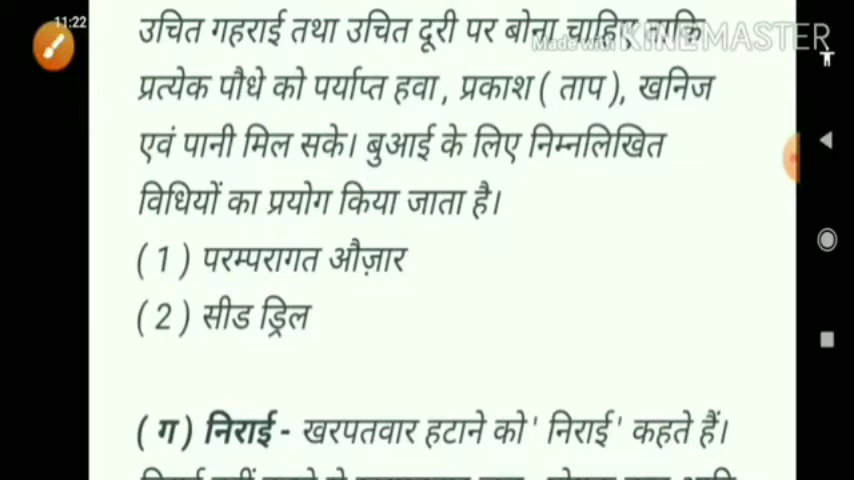 11:22
उचित गहराई तथा उचित दूरी पर बोना चाहिए ताकि
Made with KINEMASTER
प्रत्येक पौधे को पर्याप्त हवा, प्रकाश ( ताप ), खनिज
एवं पानी मिल सके। बुआई के लिए निम्नलिखित
विधियों का प्रयोग किया जाता है।
( 1 ) परम्परागत औज़ार
( 2 ) सीड ड्रिल
( ग ) निराई - खरपतवार हटाने को ' निराई ' कहते हैं।